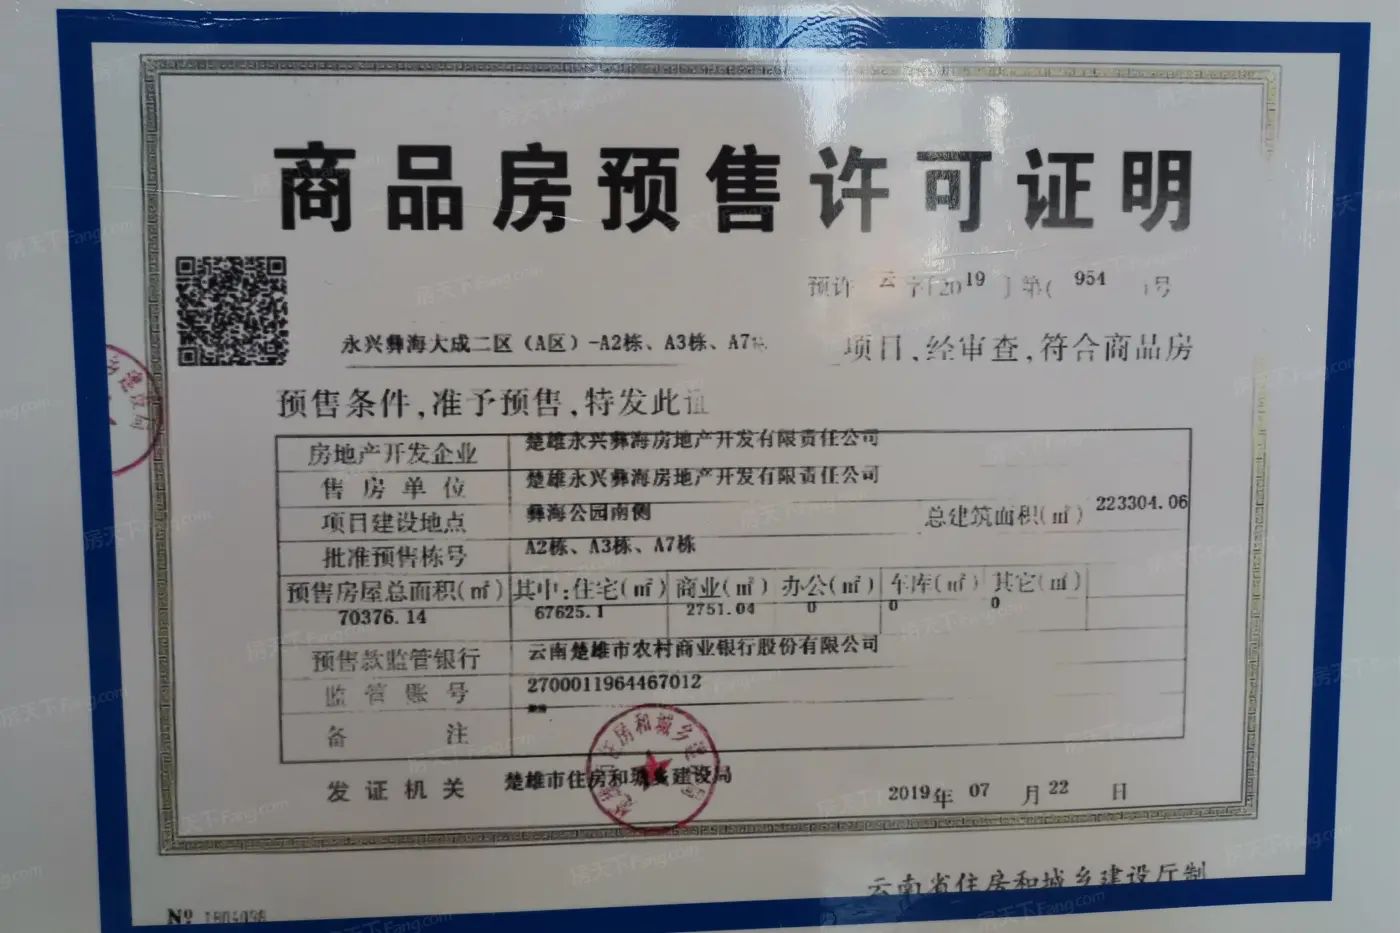 商品房预售许可证明
预许 云 字[2019]第(954)号
永兴彝海大成二区（A区）-A2栋、A3栋、A7栋 项目,经审查,符合商品房
预售条件,准予预售,特发此证
房地产开发企业 楚雄永兴彝海房地产开发有限责任公司
售房单位 楚雄永兴彝海房地产开发有限责任公司
项目建设地点 彝海公园南侧 总建筑面积(㎡) 223304.06
批准预售栋号 A2栋、A3栋、A7栋
预售房屋总面积(㎡) 其中:住宅(㎡) 商业(㎡) 办公(㎡) 车库(㎡) 其它(㎡)
70376.14 67625.1 2751.04 0 0 0
预售款监管银行 云南楚雄市农村商业银行股份有限公司
监管账号 2700011964467012
备注
发证机关 楚雄市住房和城乡建设局 2019年 07 月 22 日
云南省住房和城乡建设厅制
№ 1804098